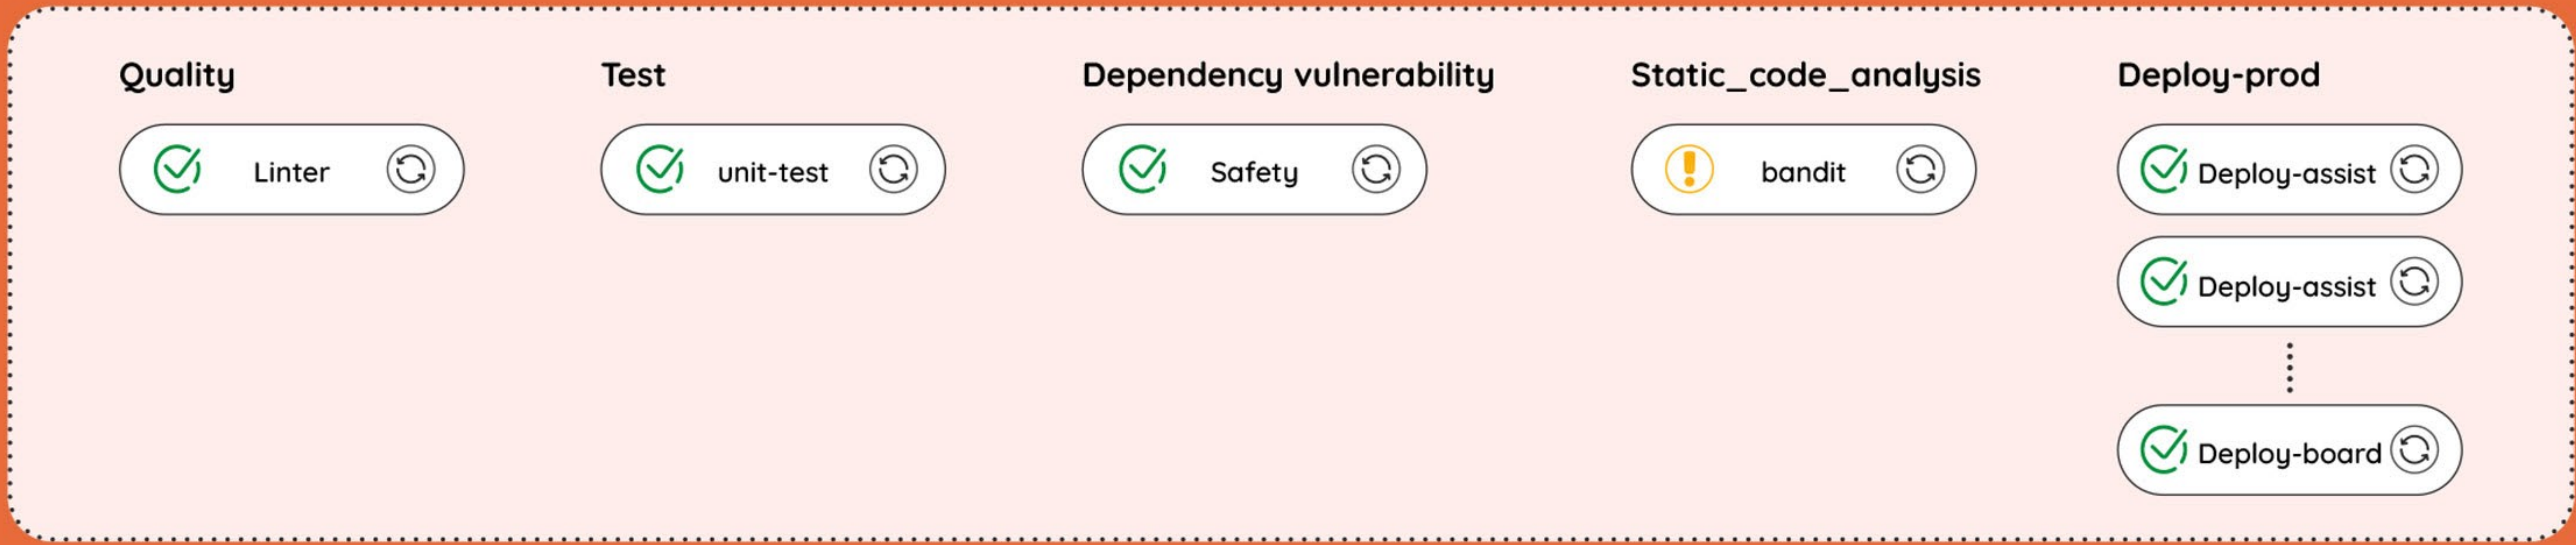 Quality
Linter
Test
unit-test
Dependency vulnerability
Safety
Static_code_analysis
bandit
Deploy-prod
Deploy-assist
Deploy-assist
Deploy-board